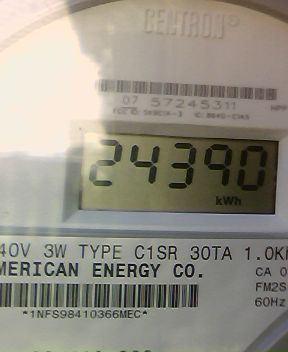 CENTRON®
07 57245311
24390
kWh
40V 3W TYPE C1SR 30TA 1.0K
MERICAN ENERGY CO.
CA 0
FM2S
60Hz
*1NFS98410366MEC*